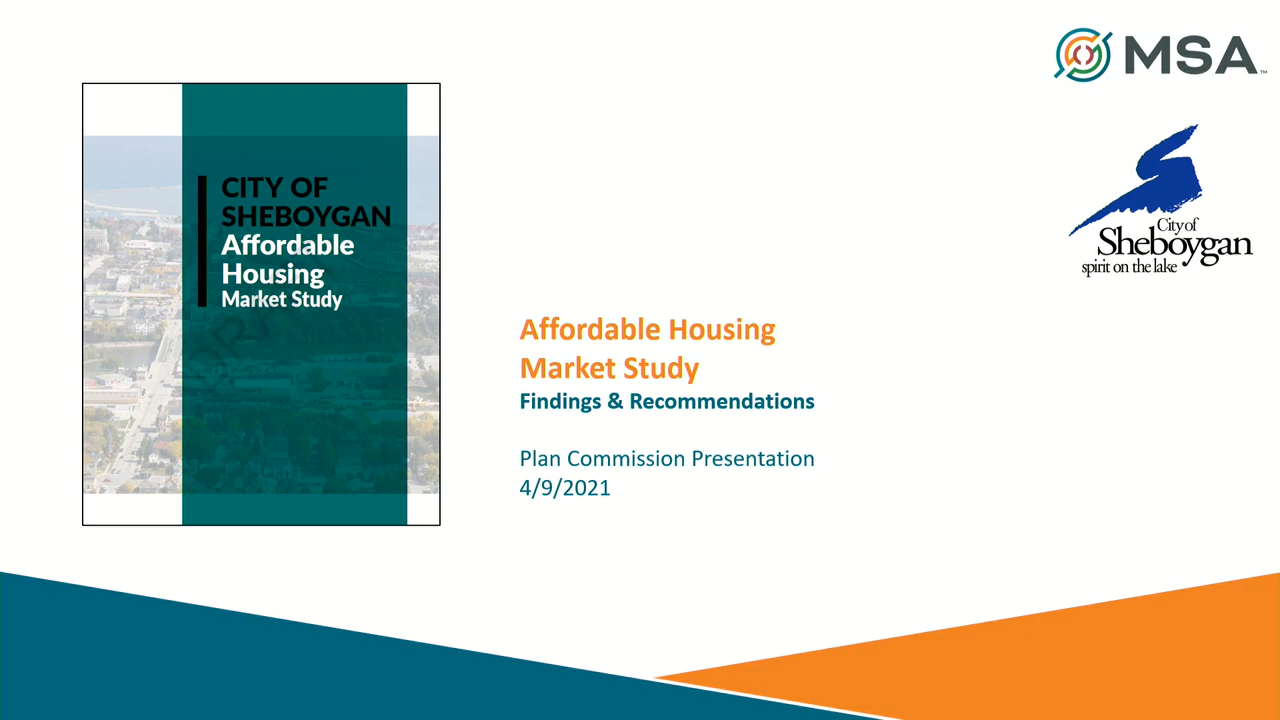 MSA™
CITY OF
SHEBOYGAN
Affordable
Housing
Market Study
City of
Sheboygan
spirit on the lake
Affordable Housing
Market Study
Findings & Recommendations
Plan Commission Presentation
4/9/2021